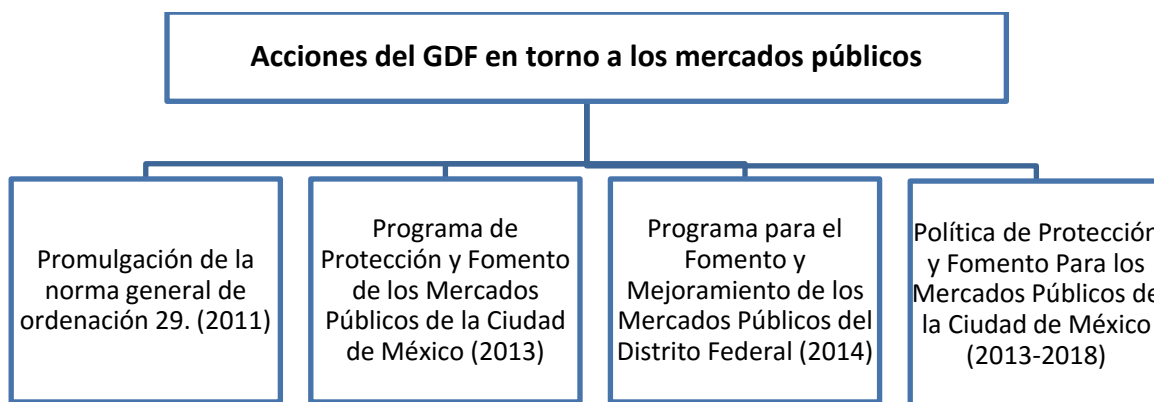 Acciones del GDF en torno a los mercados públicos
Promulgación de la
norma general de
ordenación 29. (2011)
Programa de
Protección y Fomento
de los Mercados
Públicos de la Ciudad
de México (2013)
Programa para el
Fomento y
Mejoramiento de los
Mercados Públicos del
Distrito Federal (2014)
Política de Protección
y Fomento Para los
Mercados Públicos de
la Ciudad de México
(2013-2018)